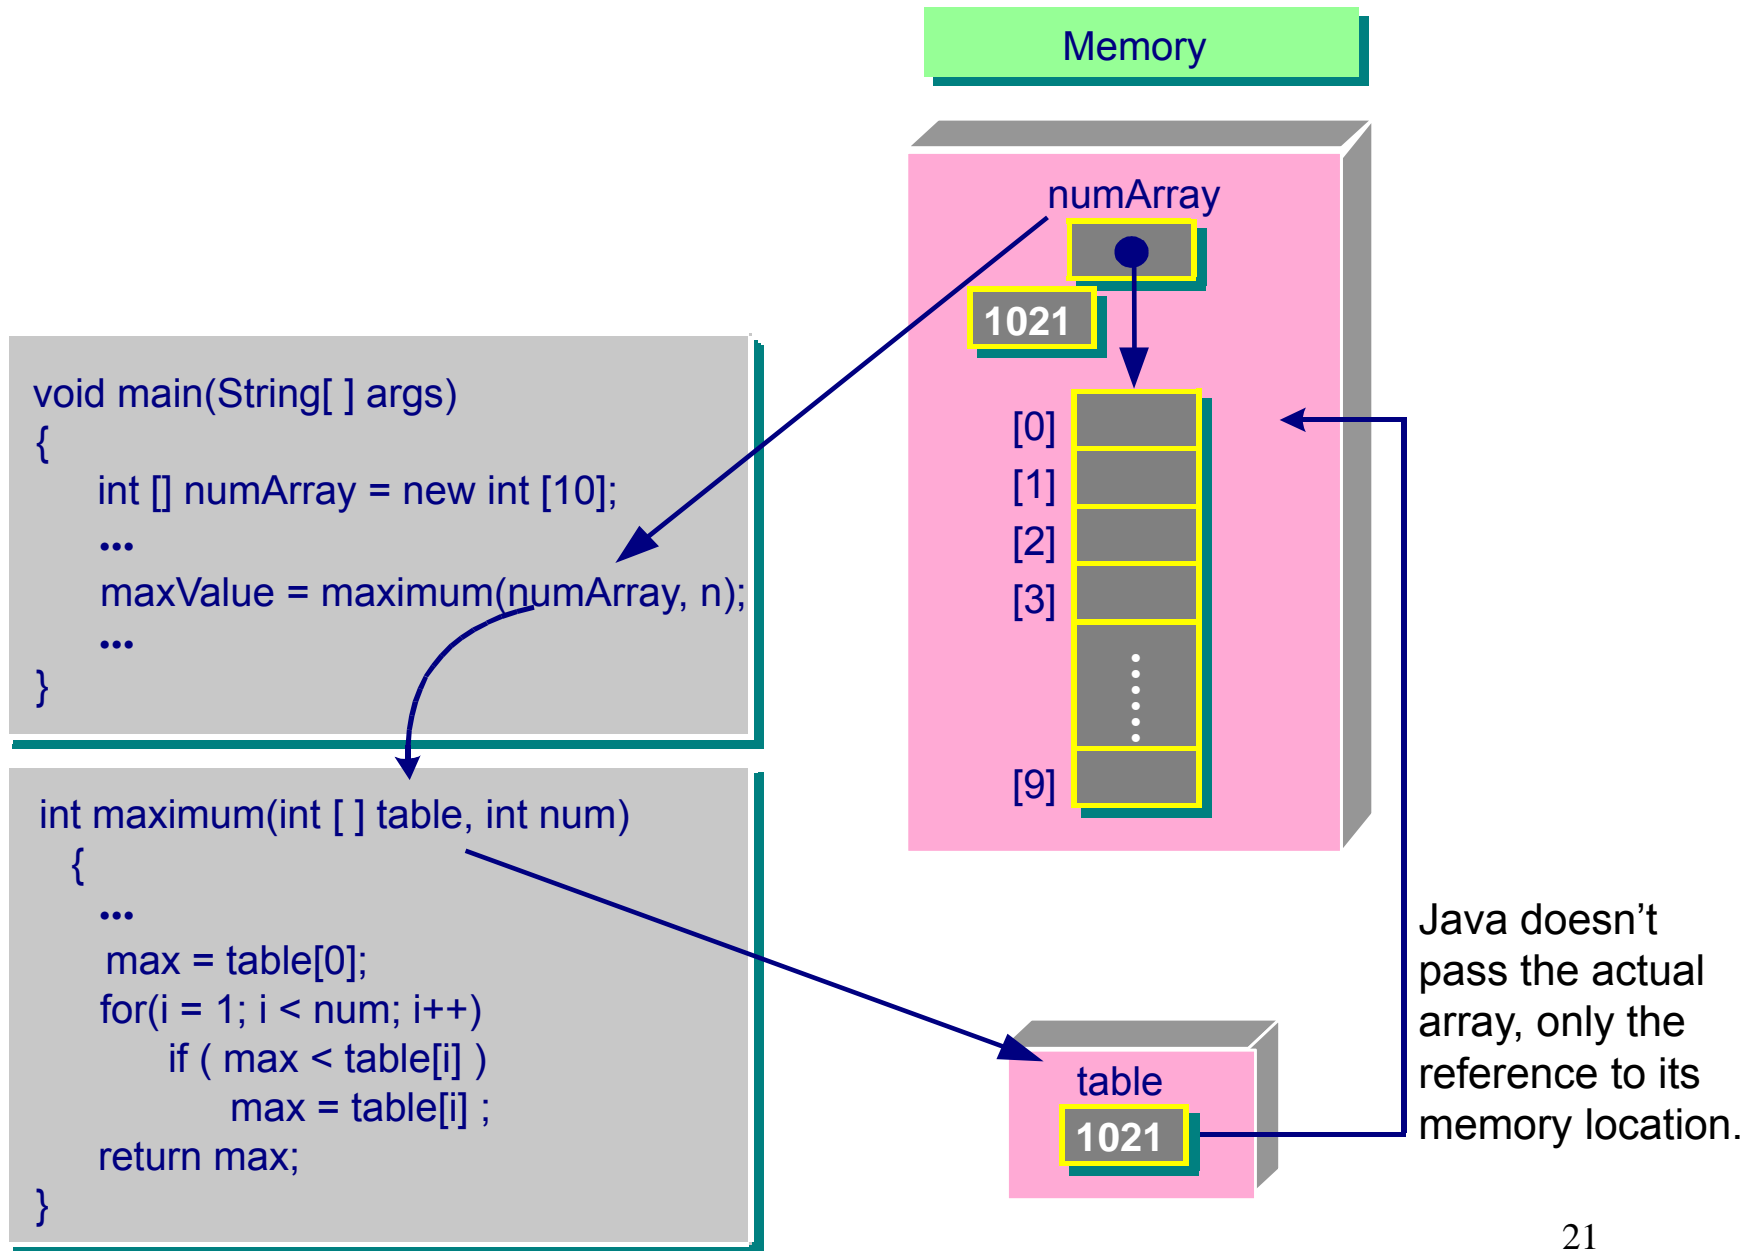 Memory
numArray
1021
[0]
[1]
[2]
[3]
[9]
void main(String[ ] args)
{
int [] numArray = new int [10];
...
maxValue = maximum(numArray, n);
...
}
int maximum(int [ ] table, int num)
{
...
max = table[0];
for(i = 1; i < num; i++)
if ( max < table[i] )
max = table[i] ;
return max;
}
table
1021
Java doesn’t
pass the actual
array, only the
reference to its
memory location.
21